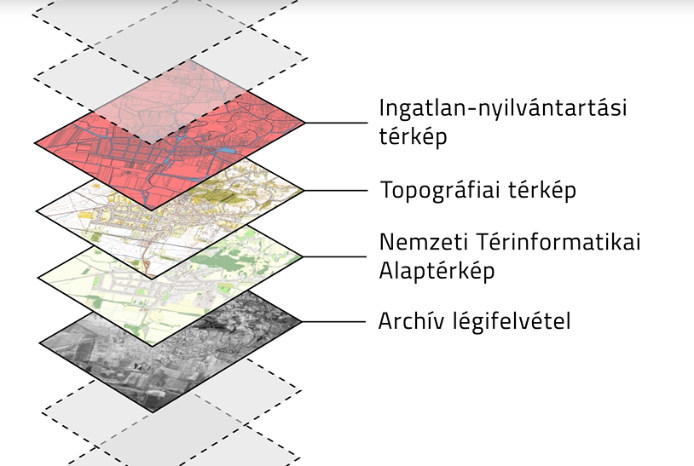 Ingatlan-nyilvántartási
térkép
Topográfiai térkép
Nemzeti Térinformatikai
Alaptérkép
Archív légifelvétel